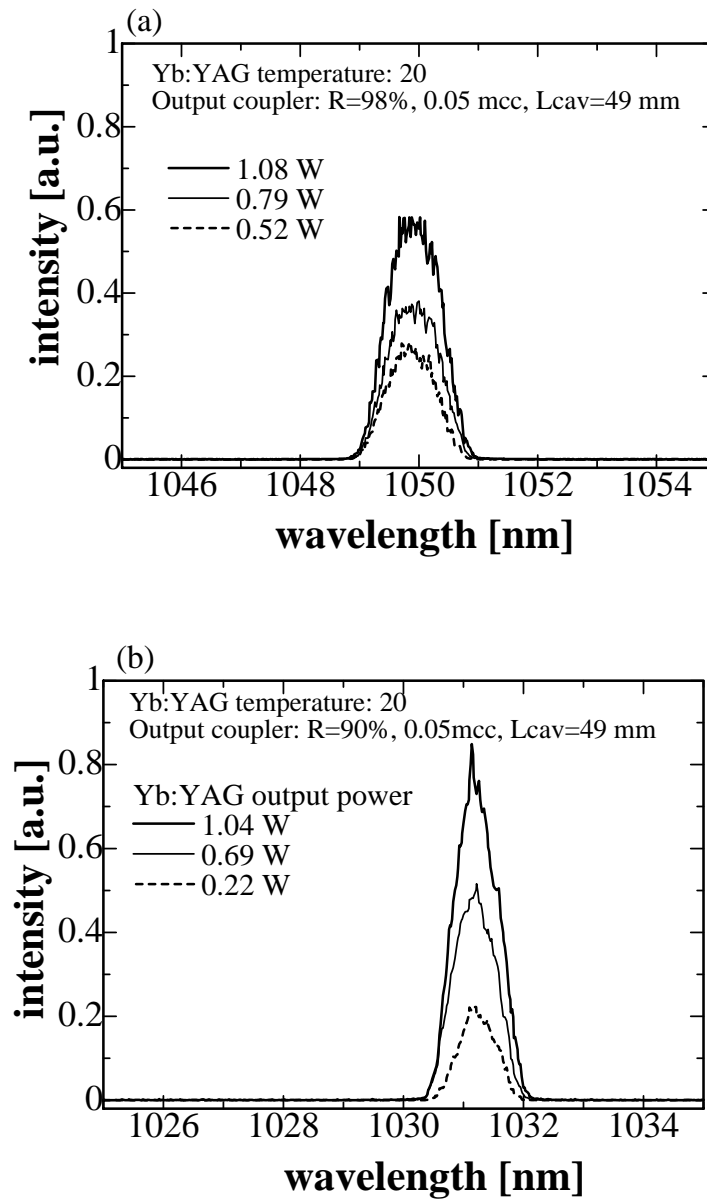 (a)
1
0.8
0.6
0.4
0.2
0
intensity [a.u.]
Yb:YAG temperature: 20
Output coupler: R=98%, 0.05 mcc, Lcav=49 mm
1.08 W
0.79 W
0.52 W
1046 1048 1050 1052 1054
wavelength [nm]
(b)
1
0.8
0.6
0.4
0.2
0
intensity [a.u.]
Yb:YAG temperature: 20
Output coupler: R=90%, 0.05mcc, Lcav=49 mm
Yb:YAG output power
1.04 W
0.69 W
0.22 W
1026 1028 1030 1032 1034
wavelength [nm]